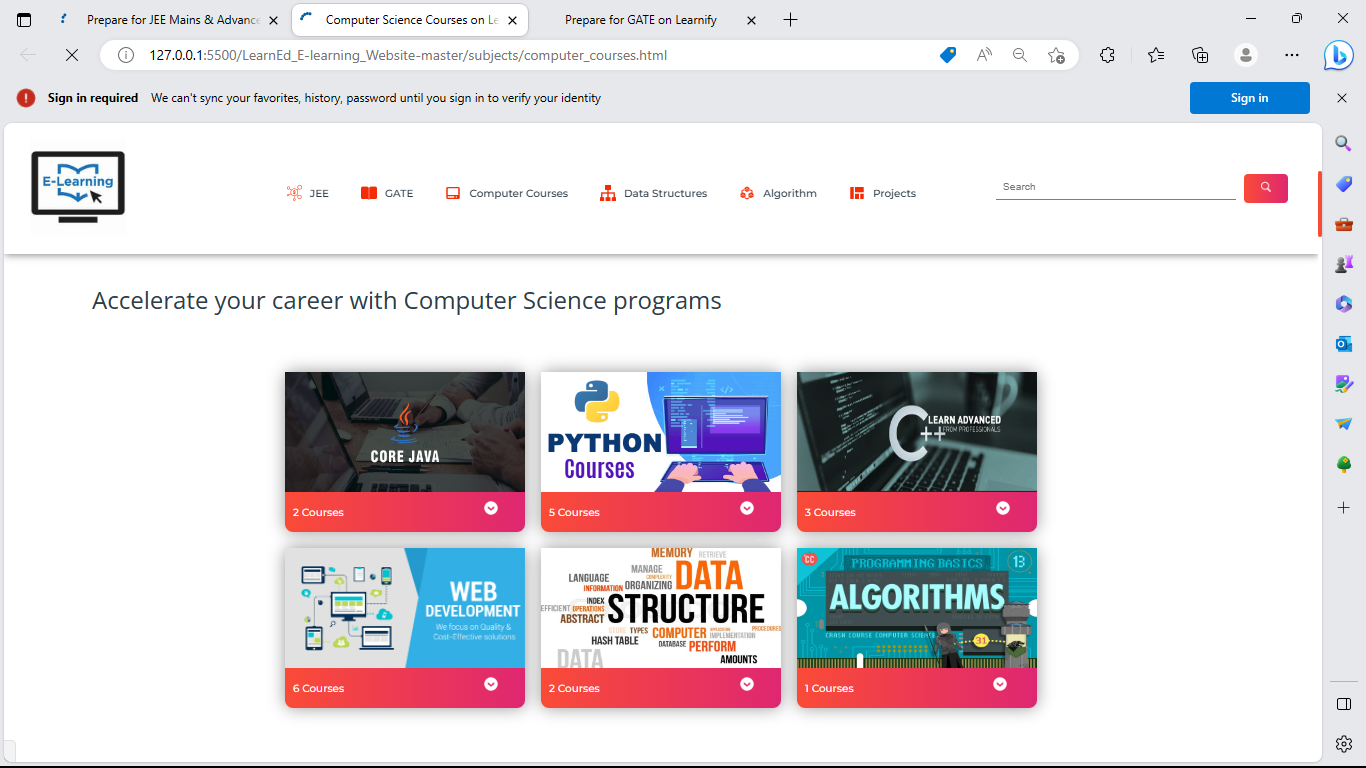 Prepare for JEE Mains & Advance
Computer Science Courses on Le
Prepare for GATE on Learnify
127.0.0.1:5500/LearnEd_E-learning_Website-master/subjects/computer_courses.html
Sign in required We can't sync your favorites, history, password until you sign in to verify your identity
Sign in
E-Learning
JEE
GATE
Computer Courses
Data Structures
Algorithm
Projects
Search
Accelerate your career with Computer Science programs
CORE JAVA
2 Courses
PYTHON
Courses
5 Courses
C++
LEARN ADVANCED
FROM PROFESSIONALS
3 Courses
WEB
DEVELOPMENT
We focus on Quality &
Cost-Effective solutions
6 Courses
MEMORY RETRIEVE
LANGUAGE MANAGE DATA
INFORMATION COMPLEXITY ORGANIZING
INDEX STRUCTURE
EFFICIENT OPERATIONS
ABSTRACT
TYPES COMPUTER IMPLEMENTATION PROCEDURES
HASH TABLE DATABASE PERFORM
DATA AMOUNTS
2 Courses
CC
PROGRAMMING BASICS 13
ALGORITHMS
CRASH COURSE COMPUTER SCIENCE
31
1 Courses